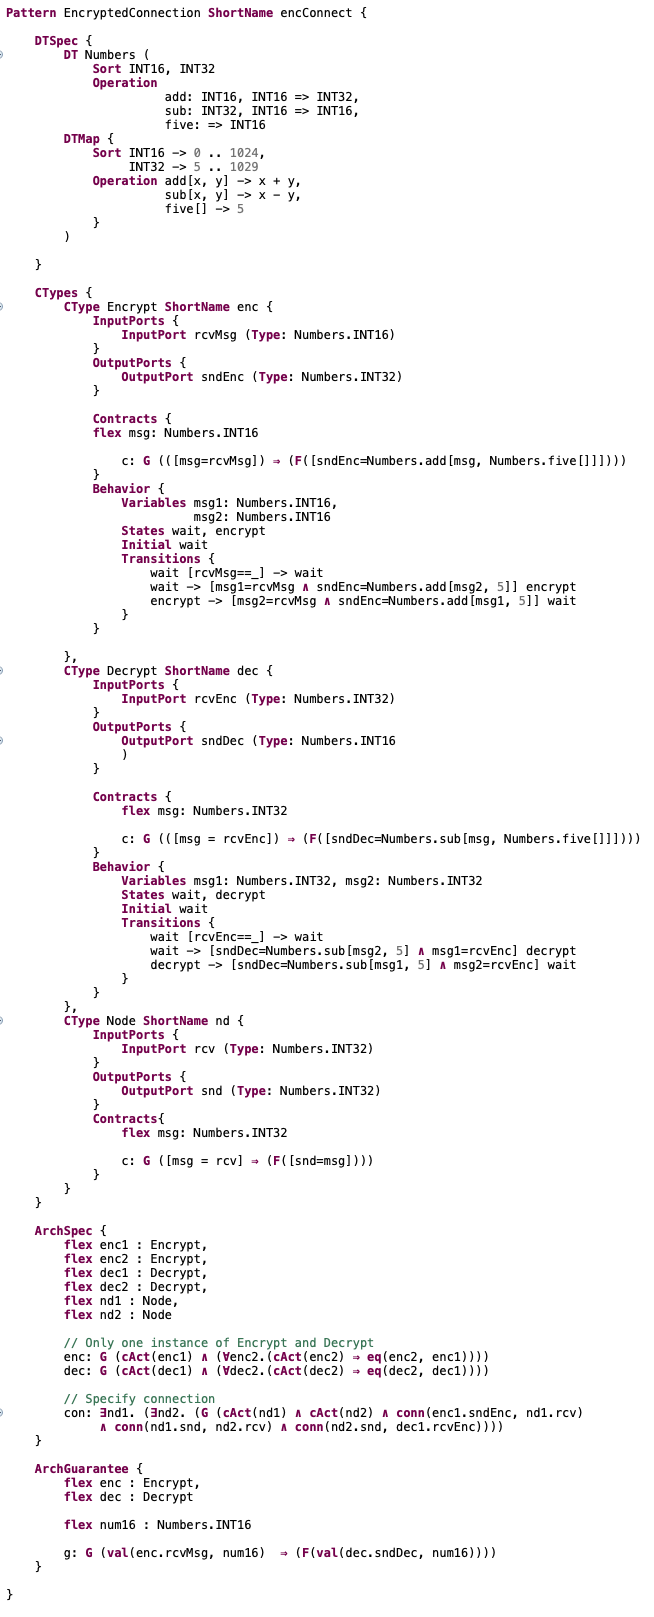 Pattern EncryptedConnection ShortName encConnect {
DTSpec {
DT Numbers (
Sort INT16, INT32
Operation
add: INT16, INT16 => INT32,
sub: INT32, INT16 => INT16,
five: => INT16
DTMap {
Sort INT16 -> 0 .. 1024,
INT32 -> 5 .. 1029
Operation add[x, y] -> x + y,
sub[x, y] -> x - y,
five[] -> 5
}
)
}
CTypes {
CType Encrypt ShortName enc {
InputPorts {
InputPort rcvMsg (Type: Numbers.INT16)
}
OutputPorts {
OutputPort sndEnc (Type: Numbers.INT32)
}
Contracts {
flex msg: Numbers.INT16
c: G (([msg=rcvMsg]) ⇒ (F([sndEnc=Numbers.add[msg, Numbers.five[]]])))
}
Behavior {
Variables msg1: Numbers.INT16,
msg2: Numbers.INT16
States wait, encrypt
Initial wait
Transitions {
wait [rcvMsg==_] -> wait
wait -> [msg1=rcvMsg ∧ sndEnc=Numbers.add[msg2, 5]] encrypt
encrypt -> [msg2=rcvMsg ∧ sndEnc=Numbers.add[msg1, 5]] wait
}
}
},
CType Decrypt ShortName dec {
InputPorts {
InputPort rcvEnc (Type: Numbers.INT32)
}
OutputPorts {
OutputPort sndDec (Type: Numbers.INT16
)
}
Contracts {
flex msg: Numbers.INT32
c: G (([msg = rcvEnc]) ⇒ (F([sndDec=Numbers.sub[msg, Numbers.five[]]])))
}
Behavior {
Variables msg1: Numbers.INT32, msg2: Numbers.INT32
States wait, decrypt
Initial wait
Transitions {
wait [rcvEnc==_] -> wait
wait -> [sndDec=Numbers.sub[msg2, 5] ∧ msg1=rcvEnc] decrypt
decrypt -> [sndDec=Numbers.sub[msg1, 5] ∧ msg2=rcvEnc] wait
}
}
},
CType Node ShortName nd {
InputPorts {
InputPort rcv (Type: Numbers.INT32)
}
OutputPorts {
OutputPort snd (Type: Numbers.INT32)
}
Contracts{
flex msg: Numbers.INT32
c: G ([msg = rcv] ⇒ (F([snd=msg])))
}
}
}
ArchSpec {
flex enc1 : Encrypt,
flex enc2 : Encrypt,
flex dec1 : Decrypt,
flex dec2 : Decrypt,
flex nd1 : Node,
flex nd2 : Node
// Only one instance of Encrypt and Decrypt
enc: G (cAct(enc1) ∧ (∀enc2.(cAct(enc2) ⇒ eq(enc2, enc1))))
dec: G (cAct(dec1) ∧ (∀dec2.(cAct(dec2) ⇒ eq(dec2, dec1))))
// Specify connection
con: ∃nd1. (∃nd2. (G (cAct(nd1) ∧ cAct(nd2) ∧ conn(enc1.sndEnc, nd1.rcv)
∧ conn(nd1.snd, nd2.rcv) ∧ conn(nd2.snd, dec1.rcvEnc))))
}
ArchGuarantee {
flex enc : Encrypt,
flex dec : Decrypt
flex num16 : Numbers.INT16
g: G (val(enc.rcvMsg, num16)  ⇒ (F(val(dec.sndDec, num16))))
}
}